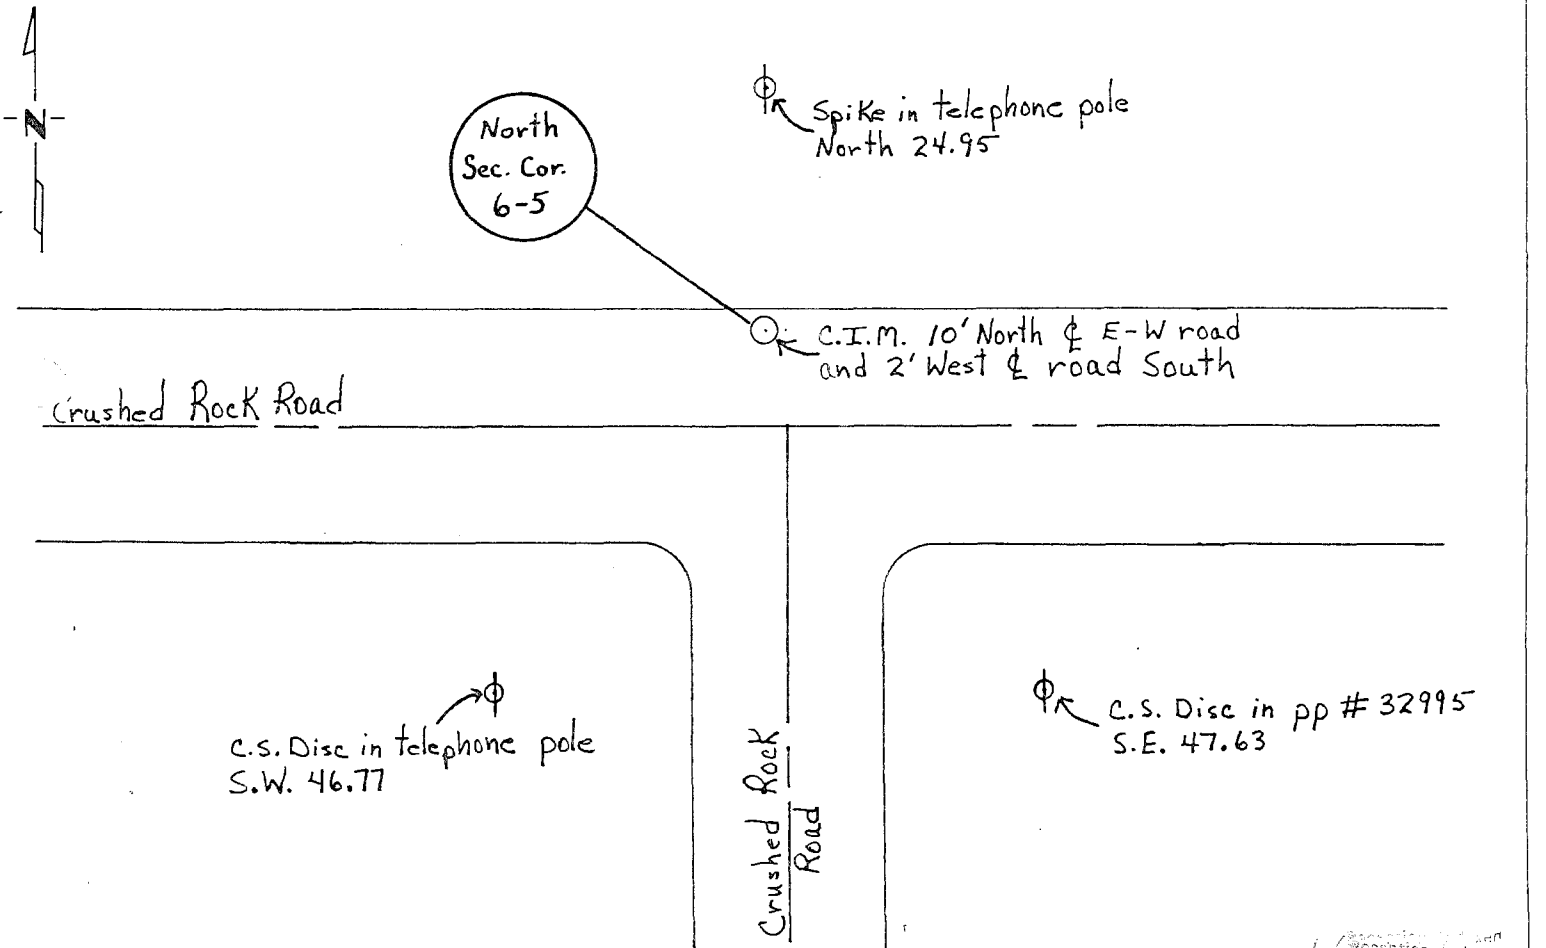 N
North
Sec. Cor.
6-5
Spike in telephone pole
North 24.95
C.I.M. 10' North ℄ E-W road
and 2' West ℄ road South
Crushed Rock Road
C.S. Disc in telephone pole
S.W. 46.77
C.S. Disc in pp # 32995
S.E. 47.63
Crushed Rock
Road